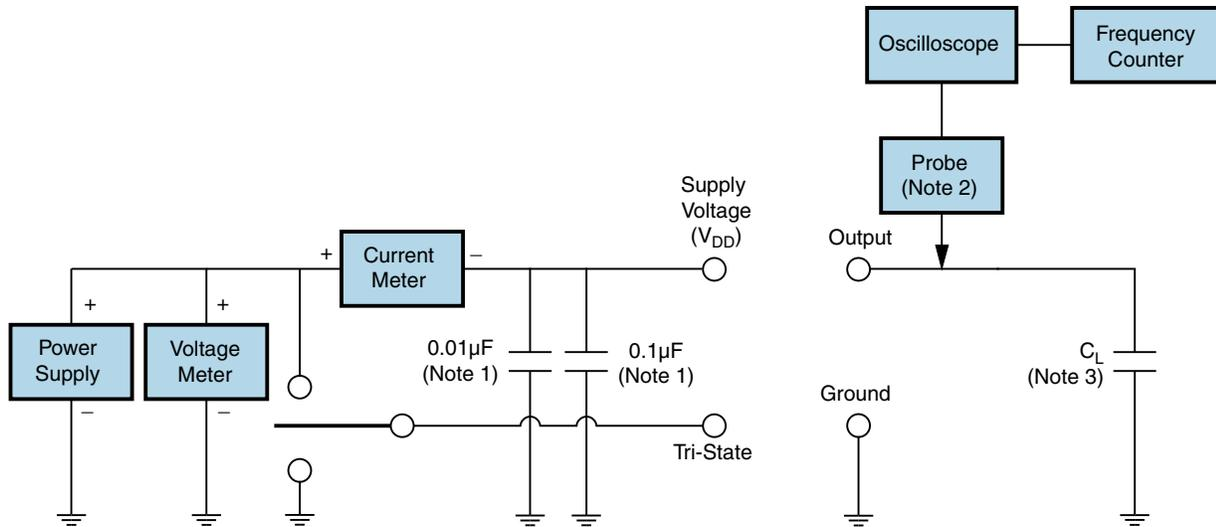 Oscilloscope
Frequency
Counter
Probe
(Note 2)
Supply
Voltage
(VDD)
Output
+
Current
Meter
–
+
+
Power
Supply
Voltage
Meter
0.01µF
(Note 1)
0.1µF
(Note 1)
CL
(Note 3)
–
–
Ground
Tri-State